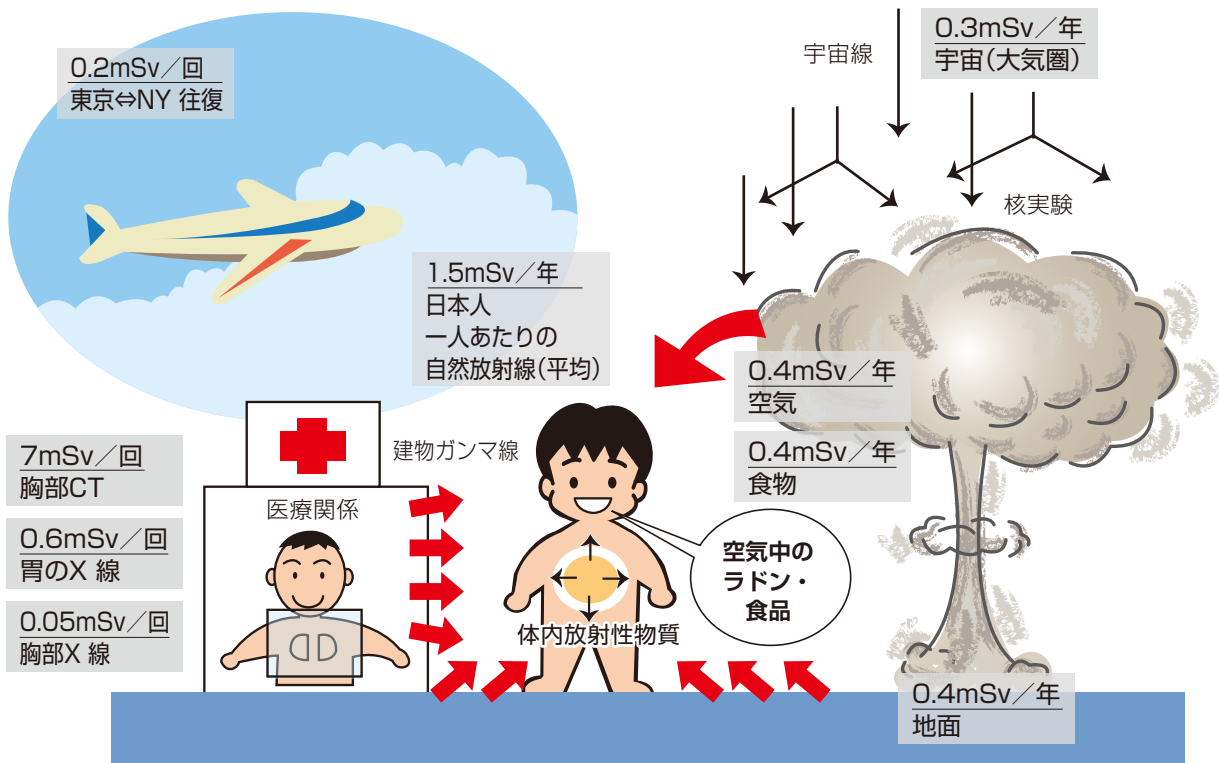 0.2mSv／回
東京⇔NY 往復
宇宙線
0.3mSv／年
宇宙（大気圏）
核実験
1.5mSv／年
日本人
一人あたりの
自然放射線（平均）
0.4mSv／年
空気
0.4mSv／年
食物
建物ガンマ線
7mSv／回
胸部CT
0.6mSv／回
胃のX 線
0.05mSv／回
胸部X 線
医療関係
空気中の
ラドン・
食品
体内放射性物質
0.4mSv／年
地面